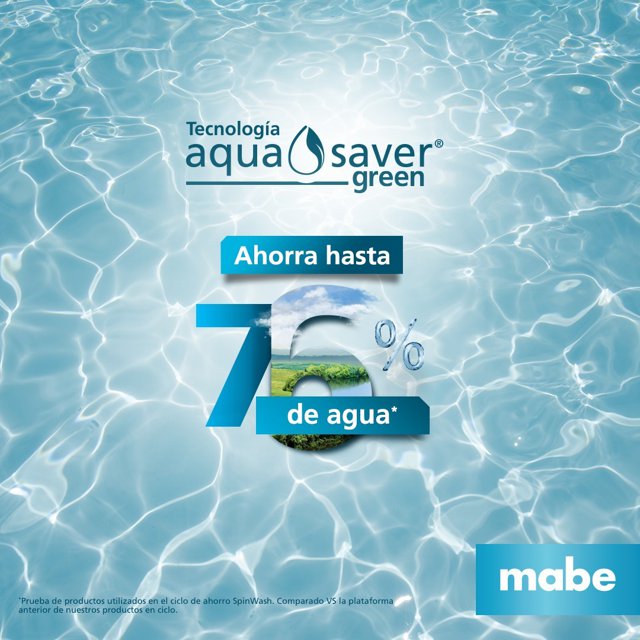 Tecnología
aqua saver®
green
Ahorra hasta
76%
de agua*
mabe
*Prueba de productos utilizados en el ciclo de ahorro SpinWash. Comparado VS la plataforma
anterior de nuestros productos en ciclo.